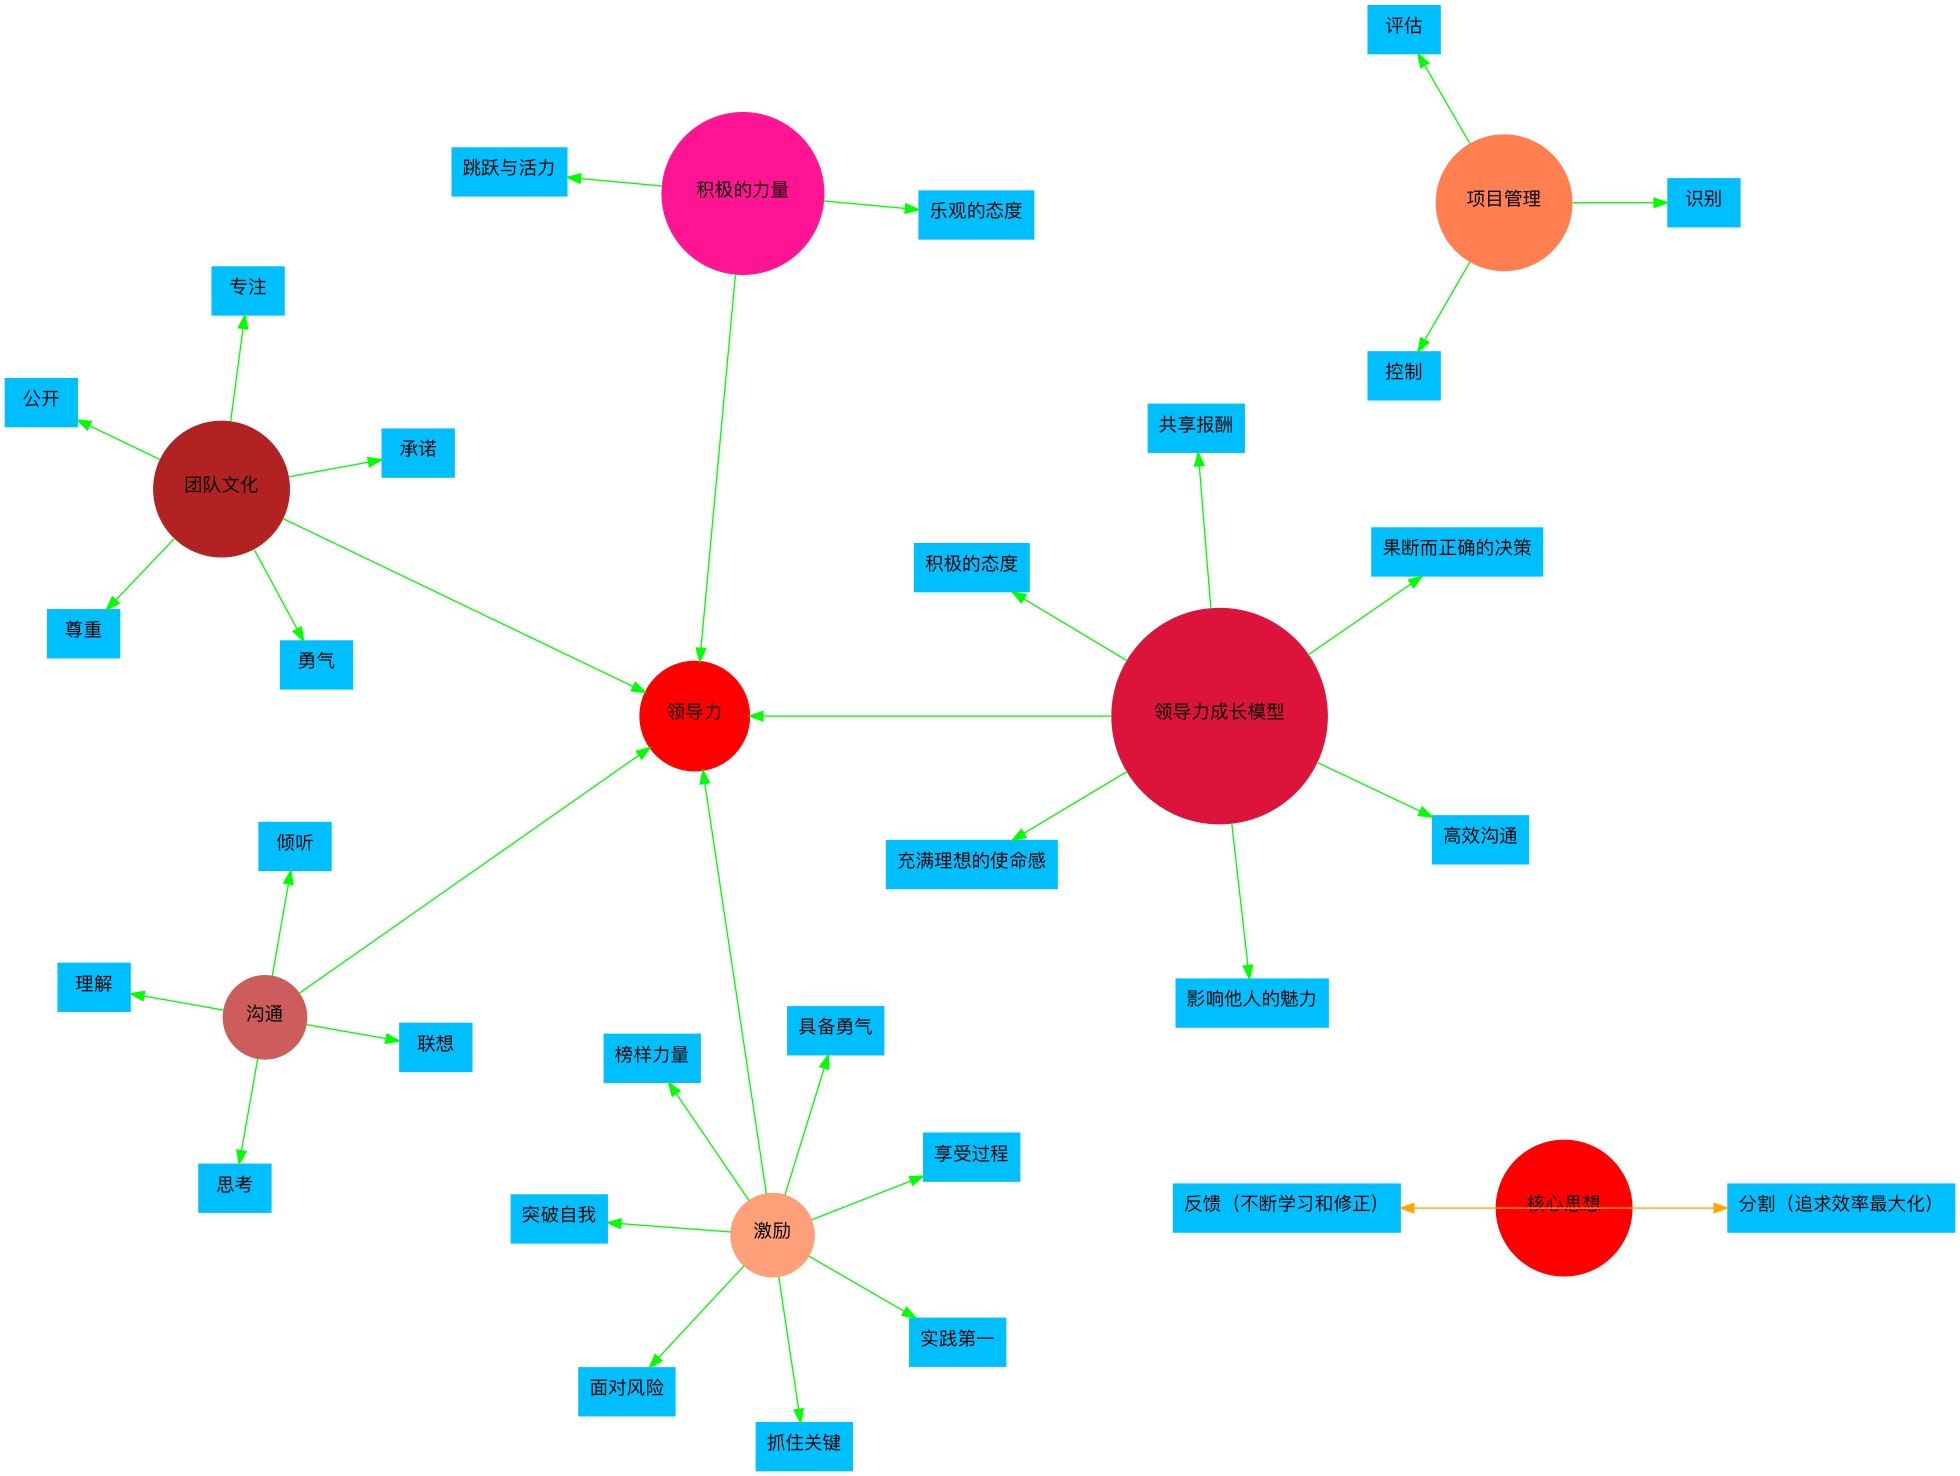 评估
跳跃与活力
积极的力量
乐观的态度
项目管理
识别
专注
公开
控制
承诺
共享报酬
团队文化
果断而正确的决策
积极的态度
尊重
勇气
领导力
领导力成长模型
倾听
高效沟通
充满理想的使命感
理解
影响他人的魅力
沟通
联想
具备勇气
榜样力量
享受过程
思考
反馈（不断学习和修正）
核心思想
分割（追求效率最大化）
突破自我
激励
实践第一
面对风险
抓住关键